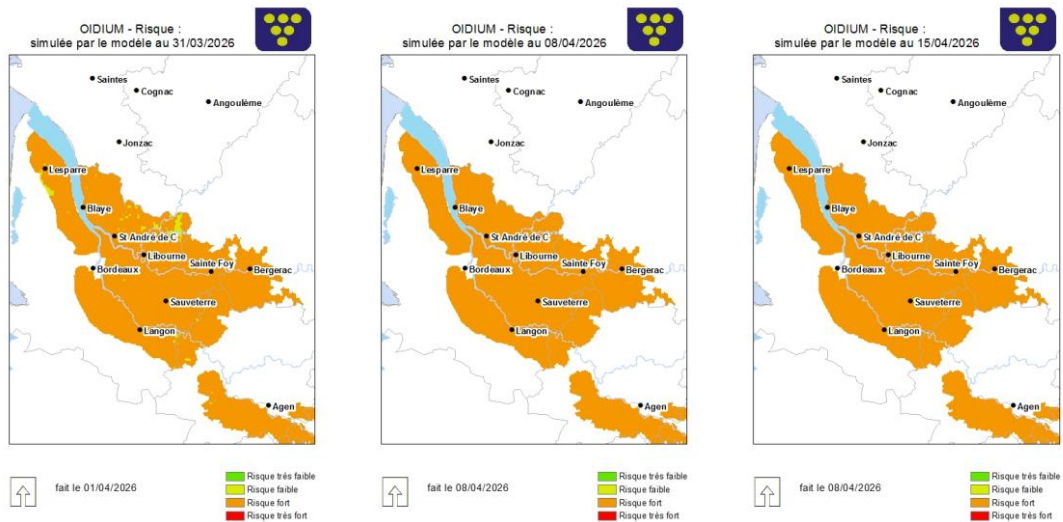 OIDIUM - Risque :
simulée par le modèle au 31/03/2026
Saintes
Cognac
Angoulème
Jonzac
Lesparre
Blaye
St André de C
Libourne
Sainte Foy
Bordeaux
Bergerac
Sauveterre
Langon
Agen
fait le 01/04/2026
Risque très faible
Risque faible
Risque fort
Risque très fort
OIDIUM - Risque :
simulée par le modèle au 08/04/2026
Saintes
Cognac
Angoulème
Jonzac
Lesparre
Blaye
St André de C
Libourne
Sainte Foy
Bordeaux
Bergerac
Sauveterre
Langon
Agen
fait le 08/04/2026
Risque très faible
Risque faible
Risque fort
Risque très fort
OIDIUM - Risque :
simulée par le modèle au 15/04/2026
Saintes
Cognac
Angoulème
Jonzac
Lesparre
Blaye
St André de C
Libourne
Sainte Foy
Bordeaux
Bergerac
Sauveterre
Langon
Agen
fait le 08/04/2026
Risque très faible
Risque faible
Risque fort
Risque très fort